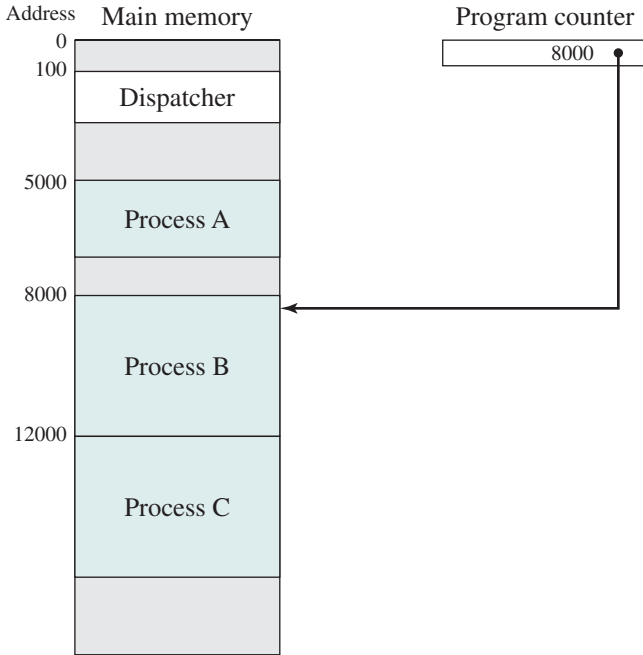 Address
Main memory
Program counter
0
8000
100
Dispatcher
5000
Process A
8000
Process B
12000
Process C